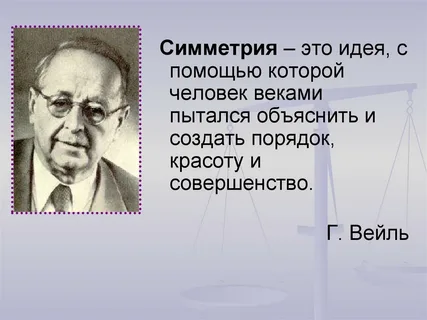 Симметрия – это идея, с
помощью которой
человек веками
пытался объяснить и
создать порядок,
красоту и
совершенство.
Г. Вейль